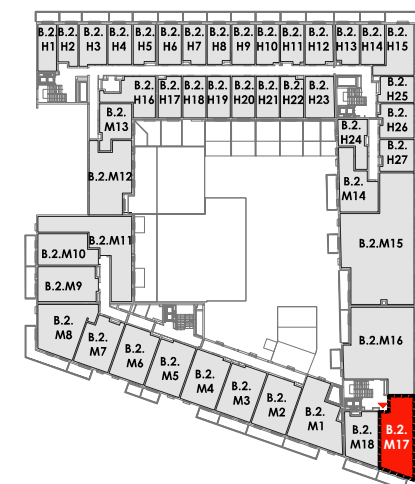 B.2. B.2. B.2. B.2. B.2. B.2. B.2. B.2. B.2. B.2. B.2. B.2. B.2. B.2. B.2.
H1 H2 H3 H4 H5 H6 H7 H8 H9 H10 H11 H12 H13 H14 H15
B.2. B.2. B.2. B.2. B.2. B.2. B.2. B.2.
H16 H17 H18 H19 H20 H21 H22 H23
B.2.
H25
B.2.
H26
B.2.
H27
B.2.
H24
B.2.
M13
B.2.M12
B.2.
M14
B.2.M11
B.2.M10
B.2.M15
B.2.M9
B.2.
M8
B.2.
M7
B.2.
M6
B.2.
M5
B.2.
M4
B.2.
M3
B.2.
M2
B.2.
M1
B.2.M16
B.2.
M18
B.2.
M17